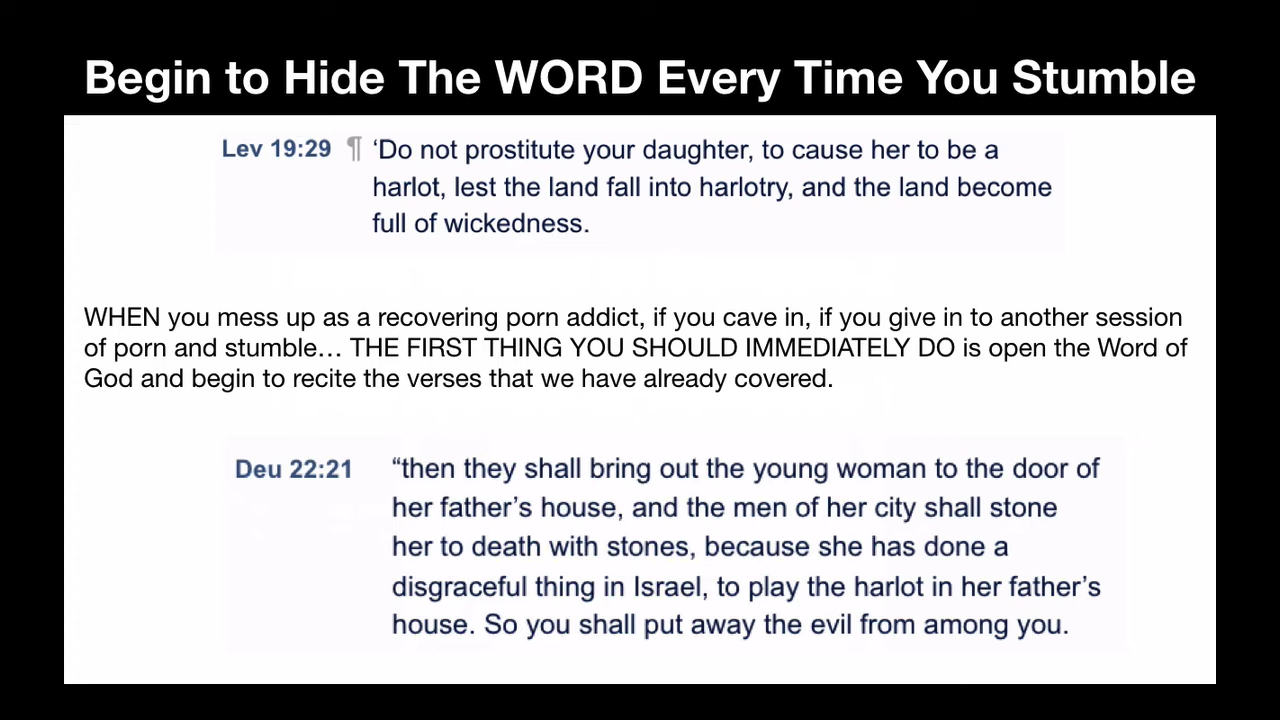 Begin to Hide The WORD Every Time You Stumble
Lev 19:29 ¶ ‘Do not prostitute your daughter, to cause her to be a
harlot, lest the land fall into harlotry, and the land become
full of wickedness.
WHEN you mess up as a recovering porn addict, if you cave in, if you give in to another session
of porn and stumble… THE FIRST THING YOU SHOULD IMMEDIATELY DO is open the Word of
God and begin to recite the verses that we have already covered.
Deu 22:21 “then they shall bring out the young woman to the door of
her father’s house, and the men of her city shall stone
her to death with stones, because she has done a
disgraceful thing in Israel, to play the harlot in her father’s
house. So you shall put away the evil from among you.